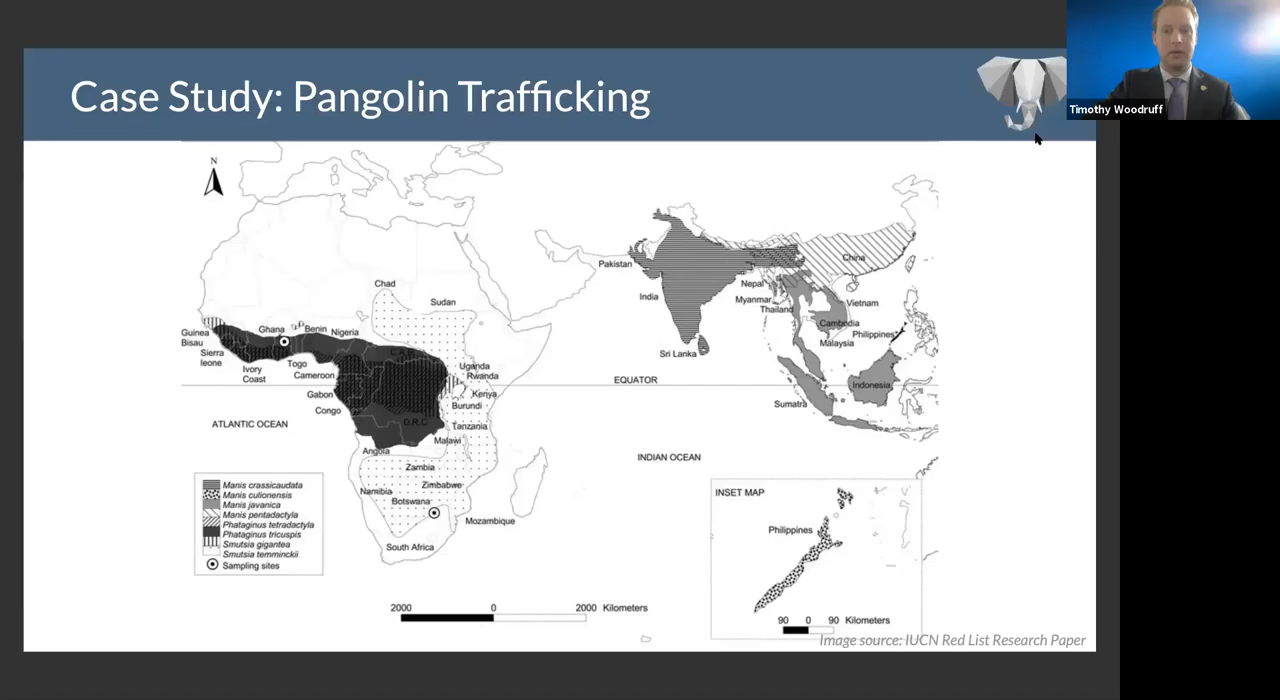 Case Study: Pangolin Trafficking
Timothy Woodruff
N
Chad
Sudan
Guinea
Bisau
Sierra
leone
Ivory
Coast
Ghana
Togo
Benin
Nigeria
Cameroon
Gabon
Congo
C.A.R
D.R.C
Uganda
Rwanda
Kenya
Burundi
Tanzania
Malawi
Angola
Zambia
Namibia
Zimbabwe
Botswana
Mozambique
South Africa
ATLANTIC OCEAN
EQUATOR
INDIAN OCEAN
Pakistan
India
Sri Lanka
Nepal
Myanmar
Thailand
China
Vietnam
Cambodia
Malaysia
Philippines
Indonesia
Sumatra
Manis crassicaudata
Manis culionensis
Manis javanica
Manis pentadactyla
Phataginus tetradactyla
Phataginus tricuspis
Smutsia gigantea
Smutsia temminckii
Sampling sites
2000 0 2000 Kilometers
INSET MAP
Philippines
90 0 90 Kilometers
Image source: IUCN Red List Research Paper